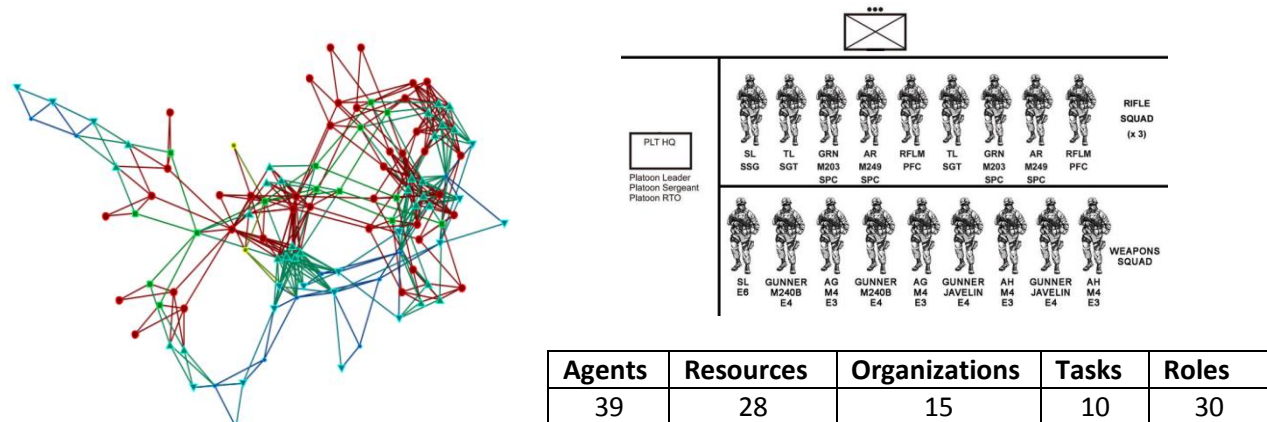 PLT HQ
Platoon Leader
Platoon Sergeant
Platoon RTO
SL TL GRN AR RFLM TL GRN AR RFLM
SSG SGT M203 M249 PFC SGT M203 M249 PFC
SPC SPC SPC SPC
RIFLE
SQUAD
(x 3)
SL GUNNER AG GUNNER AG GUNNER AH GUNNER AH
E6 M240B M4 M240B M4 JAVELIN M4 JAVELIN M4
E4 E3 E4 E3 E4 E3 E4 E3
WEAPONS
SQUAD
Agents Resources Organizations Tasks Roles
39 28 15 10 30